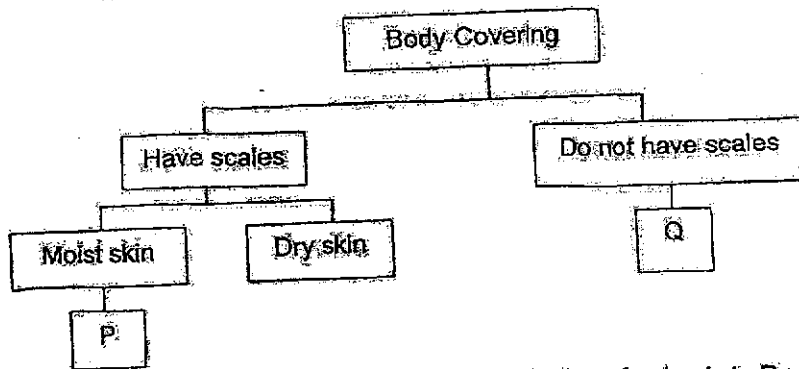 Body Covering
Have scales
Do not have scales
Moist skin
Dry skin
Q
P